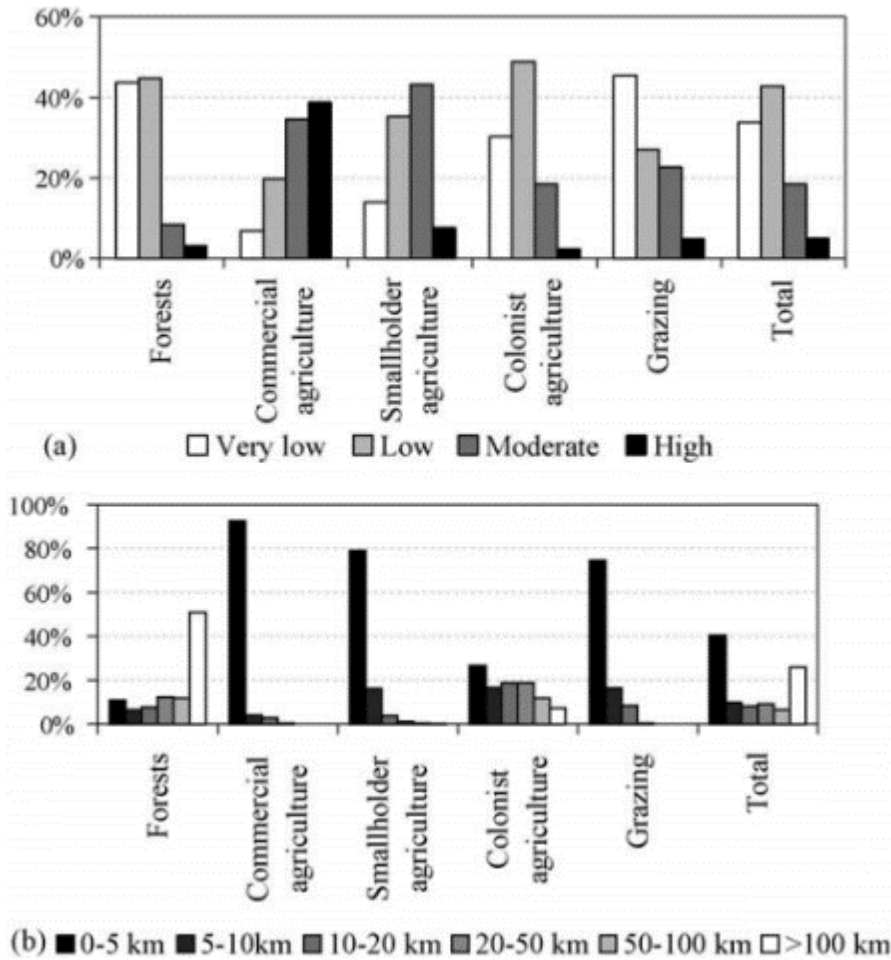 60%
40%
20%
0%
Forests
Commercial
agriculture
Smallholder
agriculture
Colonist
agriculture
Grazing
Total
(a) Very low Low Moderate High
100%
80%
60%
40%
20%
0%
Forests
Commercial
agriculture
Smallholder
agriculture
Colonist
agriculture
Grazing
Total
(b) 0-5 km 5-10km 10-20 km 20-50 km 50-100 km >100 km